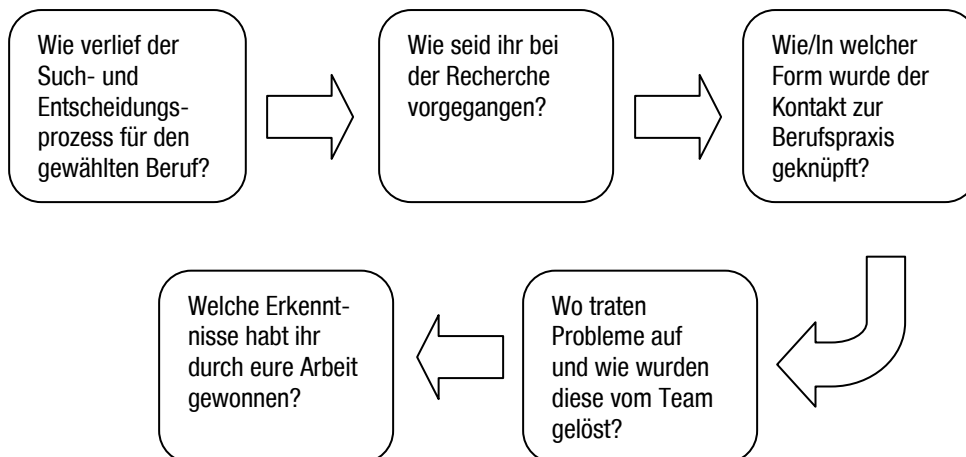 Wie verlief der
Such- und
Entscheidungs-
prozess für den
gewählten Beruf?
Wie seid ihr bei
der Recherche
vorgegangen?
Wie/In welcher
Form wurde der
Kontakt zur
Berufspraxis
geknüpft?
Wo traten
Probleme auf
und wie wurden
diese vom Team
gelöst?
Welche Erkennt-
nisse habt ihr
durch eure Arbeit
gewonnen?